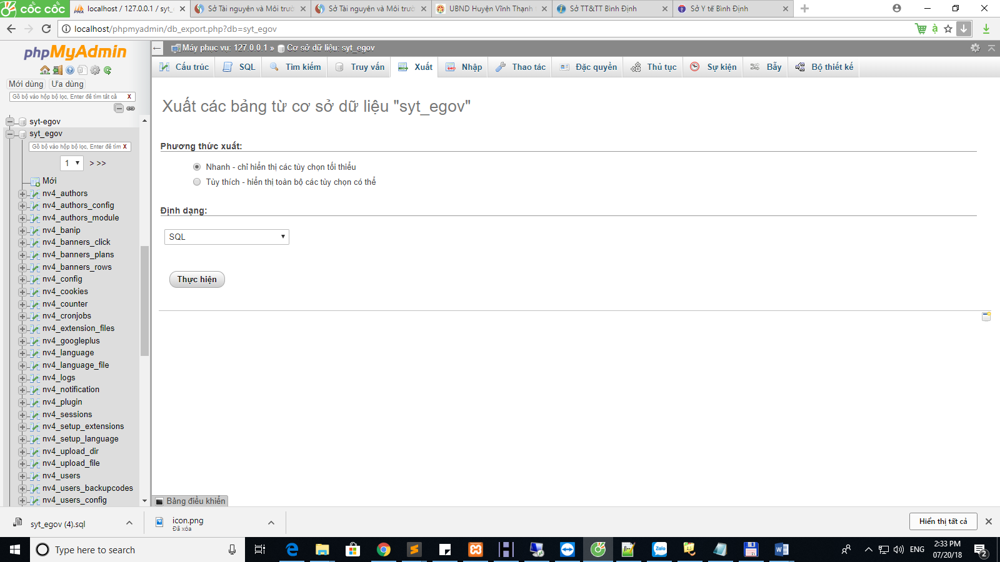 cốc cốc
localhost / 127.0.0.1 / syt_
Sở Tài nguyên và Môi trườ
Sở Tài nguyên và Môi trườ
UBND Huyện Vĩnh Thạnh
Sở TT&TT Bình Định
Sở Y tế Bình Định
localhost/phpmyadmin/db_export.php?db=syt_egov
phpMyAdmin
Máy phục vụ: 127.0.0.1 » Cơ sở dữ liệu: syt_egov
Cấu trúc
SQL
Tìm kiếm
Truy vấn
Xuất
Nhập
Thao tác
Đặc quyền
Thủ tục
Sự kiện
Bẫy
Bộ thiết kế
Mới dùng
Ưa dùng
Gõ bộ vào hộp bộ lọc, Enter để tìm tất cả X
syt-egov
syt_egov
Gõ bộ vào hộp bộ lọc, Enter để tìm X
1 > >>
Mới
nv4_authors
nv4_authors_config
nv4_authors_module
nv4_banip
nv4_banners_click
nv4_banners_plans
nv4_banners_rows
nv4_config
nv4_cookies
nv4_counter
nv4_cronjobs
nv4_extension_files
nv4_googleplus
nv4_language
nv4_language_file
nv4_logs
nv4_notification
nv4_plugin
nv4_sessions
nv4_setup_extensions
nv4_setup_language
nv4_upload_dir
nv4_upload_file
nv4_users
nv4_users_backupcodes
nv4_users_config
Xuất các bảng từ cơ sở dữ liệu "syt_egov"
Phương thức xuất:
Nhanh - chỉ hiển thị các tùy chọn tối thiểu
Tùy thích - hiển thị toàn bộ các tùy chọn có thể
Định dạng:
SQL
Thực hiện
Bảng điều khiển
syt_egov (4).sql
icon.png
Đã xóa
Hiển thị tất cả
Type here to search
Zalo
ENG
2:33 PM
07/20/18
2